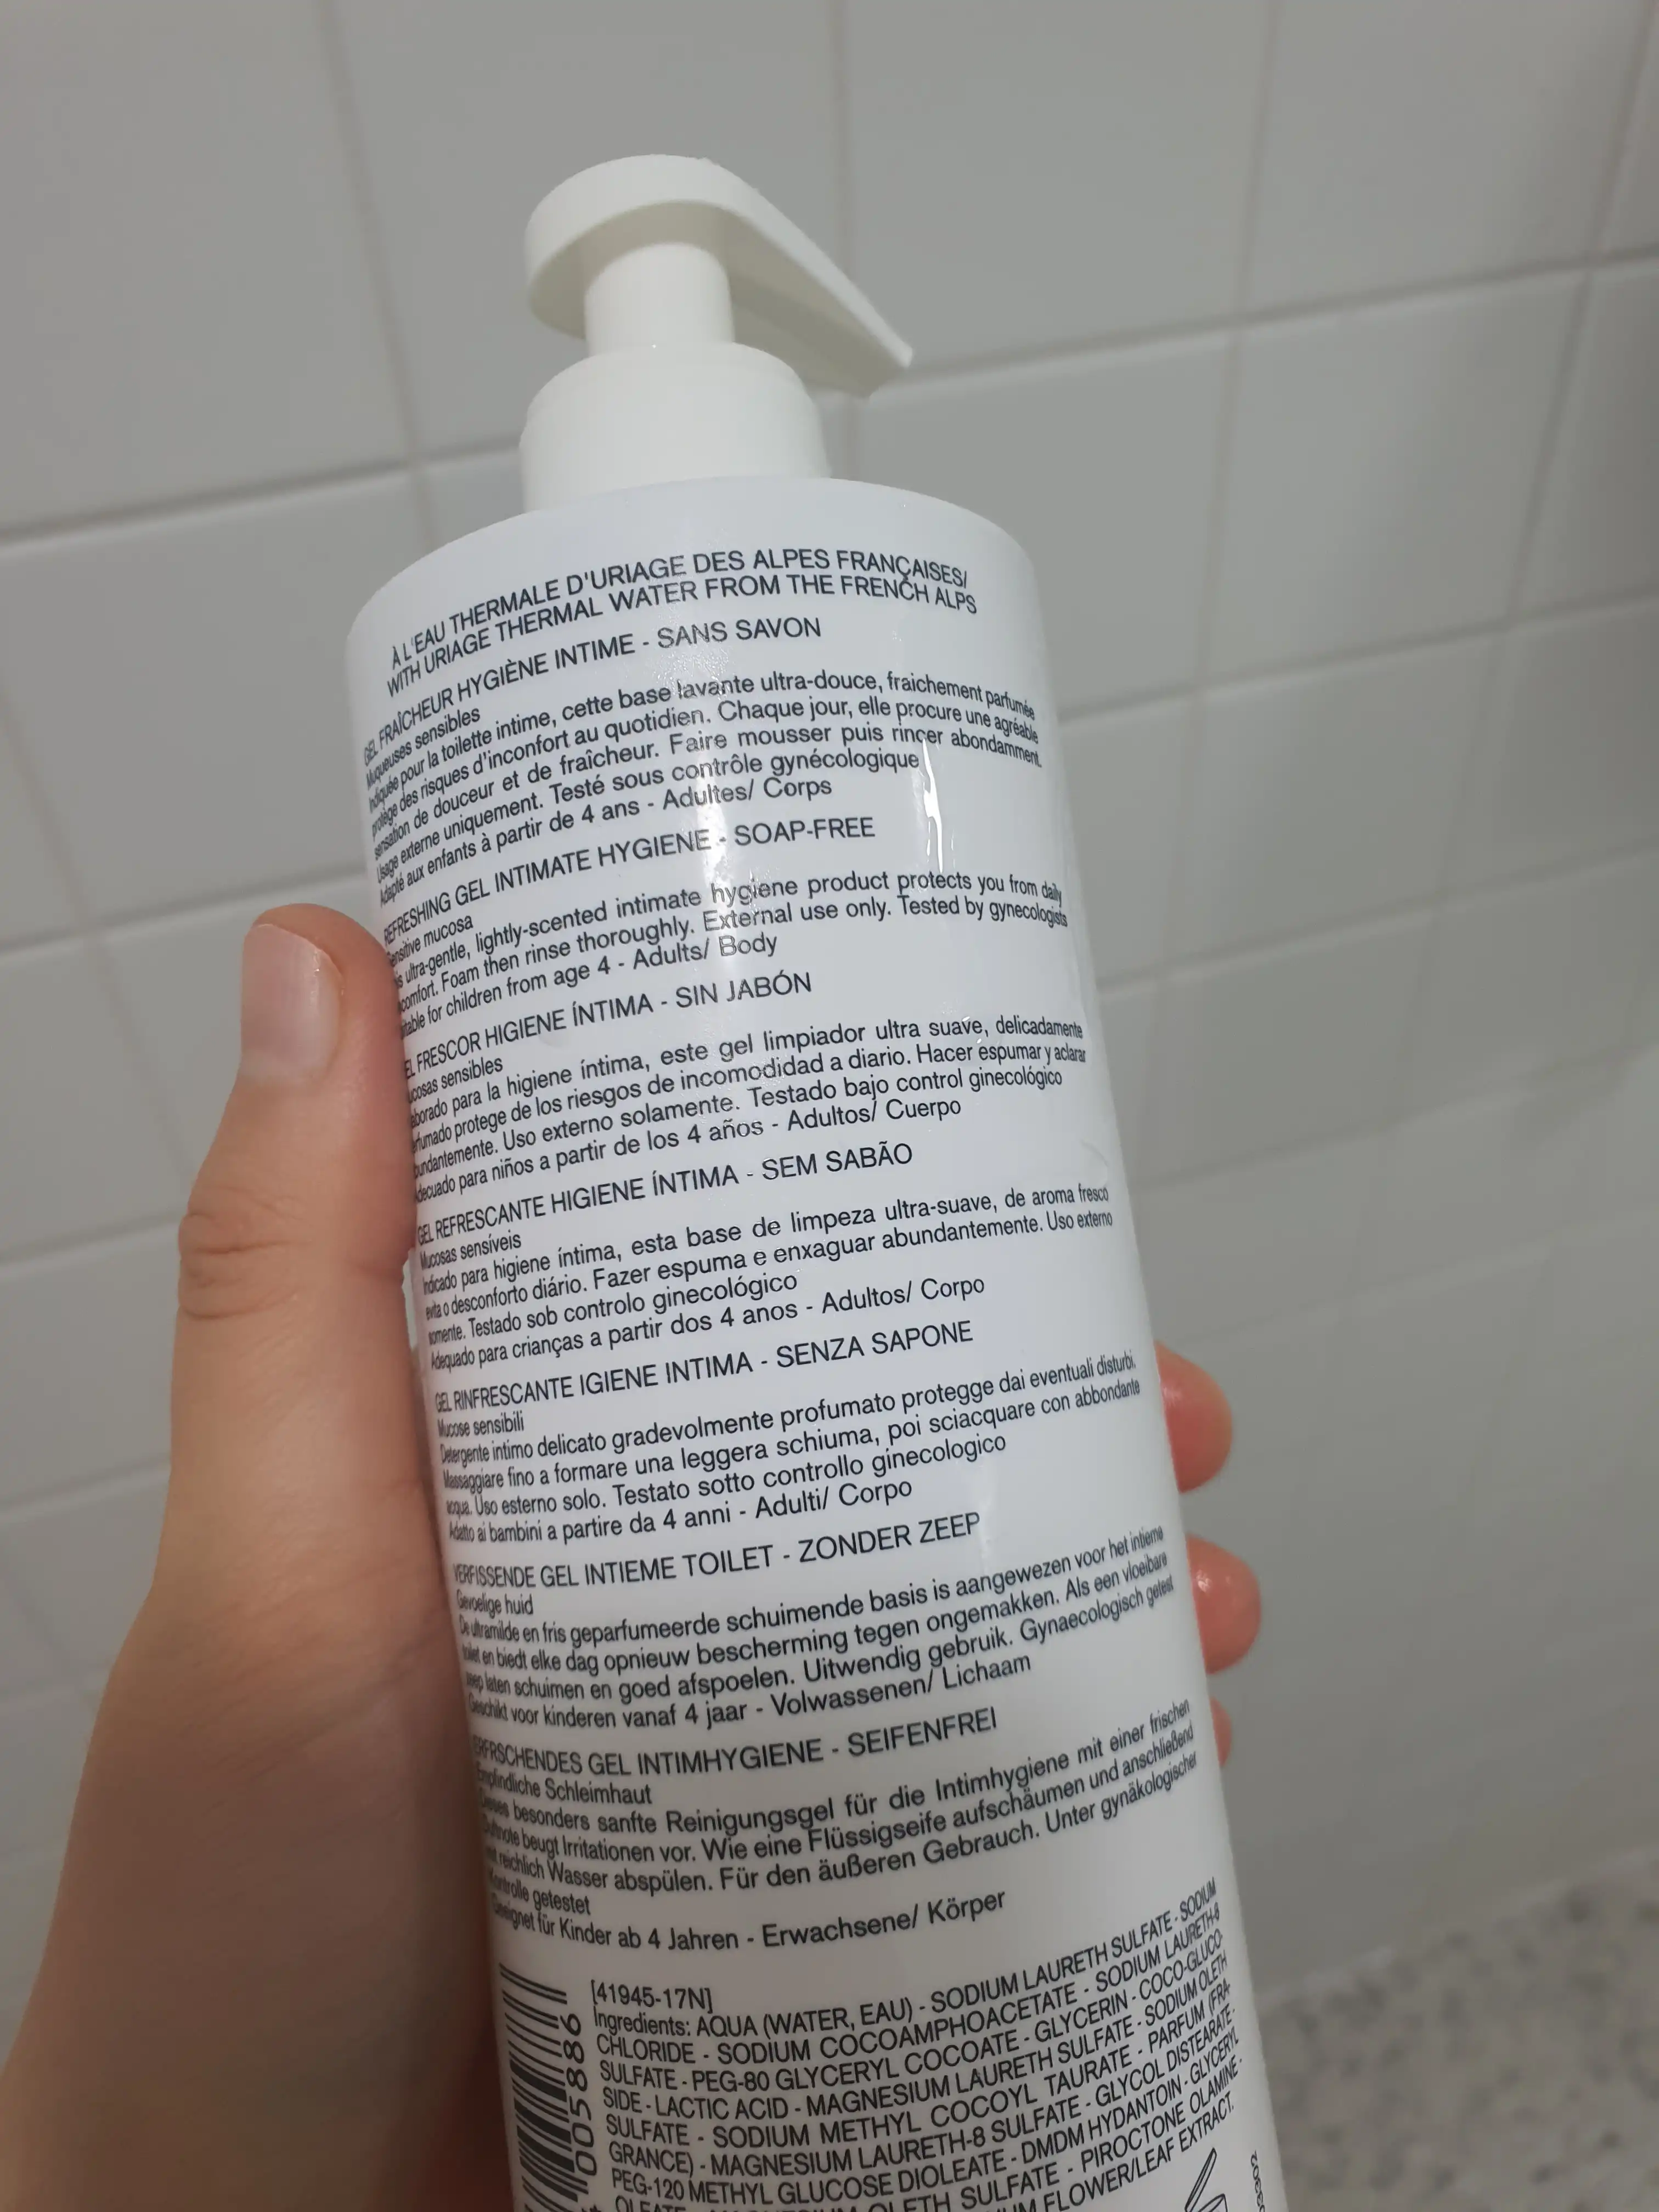 À L'EAU THERMALE D'URIAGE DES ALPES FRANÇAISES/
WITH URIAGE THERMAL WATER FROM THE FRENCH ALPS
GEL FRAÎCHEUR HYGIÈNE INTIME - SANS SAVON
Muqueuses sensibles
Indiquée pour la toilette intime, cette base lavante ultra-douce, fraichement parfumée
protège des risques d'inconfort au quotidien. Chaque jour, elle procure une agréable
sensation de douceur et de fraîcheur. Faire mousser puis rincer abondamment.
Usage externe uniquement. Testé sous contrôle gynécologique
Adapté aux enfants à partir de 4 ans - Adultes/ Corps
REFRESHING GEL INTIMATE HYGIENE - SOAP-FREE
Sensitive mucosa
ultra-gentle, lightly-scented intimate hygiene product protects you from daily
comfort. Foam then rinse thoroughly. External use only. Tested by gynecologists
for children from age 4 - Adults/ Body
FRESCOR HIGIENE ÍNTIMA - SIN JABÓN
sensibles
para la higiene íntima, este gel limpiador ultra suave, delicadamente
protege de los riesgos de incomodidad a diario. Hacer espumar y aclarar
Uso externo solamente. Testado bajo control ginecológico
Adecuado para niños a partir de los 4 años - Adultos/ Cuerpo
GEL REFRESCANTE HIGIENE ÍNTIMA - SEM SABÃO
Mucosas sensíveis
Indicado para higiene íntima, esta base de limpeza ultra-suave, de aroma fresco
evita o desconforto diário. Fazer espuma e enxaguar abundantemente. Uso externo
somente. Testado sob controlo ginecológico
Adequado para crianças a partir dos 4 anos - Adultos/ Corpo
GEL RINFRESCANTE IGIENE INTIMA - SENZA SAPONE
Mucose sensibili
Detergente intimo delicato gradevolmente profumato protegge dai eventuali disturbi.
Massaggiare fino a formare una leggera schiuma, poi sciacquare con abbondante
acqua. Uso esterno solo. Testato sotto controllo ginecologico
Adatto ai bambini a partire da 4 anni - Adulti/ Corpo
VERFISSENDE GEL INTIEME TOILET - ZONDER ZEEP
Gevoelige huid
De ultramilde en fris geparfumeerde schuimende basis is aangewezen voor het intieme
toilet en biedt elke dag opnieuw bescherming tegen ongemakken. Als een vloeibare
zeep laten schuimen en goed afspoelen. Uitwendig gebruik. Gynaecologisch getest
Geschikt voor kinderen vanaf 4 jaar - Volwassenen/ Lichaam
GEL INTIMHYGIENE - SEIFENFREI
Empfindliche Schleimhaut
Dieses besonders sanfte Reinigungsgel für die Intimhygiene mit einer frischen
Duftnote beugt Irritationen vor. Wie eine Flüssigseife aufschäumen und anschließend
mit reichlich Wasser abspülen. Für den äußeren Gebrauch. Unter gynäkologischer
Kontrolle getestet
Geeignet für Kinder ab 4 Jahren - Erwachsene/ Körper
[41945-17N]
Ingredients: AQUA (WATER, EAU) - SODIUM LAURETH SULFATE - SODIUM
CHLORIDE - SODIUM COCOAMPHOACETATE - SODIUM LAURETH-8
SULFATE - PEG-80 GLYCERYL COCOATE - GLYCERIN - COCO-GLUCO-
SIDE - LACTIC ACID - MAGNESIUM LAURETH SULFATE - SODIUM OLETH
SULFATE - SODIUM METHYL COCOYL TAURATE - PARFUM (FRA-
GRANCE) - MAGNESIUM LAURETH-8 SULFATE - GLYCOL DISTEARATE -
PEG-120 METHYL GLUCOSE DIOLEATE - DMDM HYDANTOIN - GLYCERYL
OLETH SULFATE - PIROCTONE OLAMINE -
FLOWER/LEAF EXTRACT.
0058886